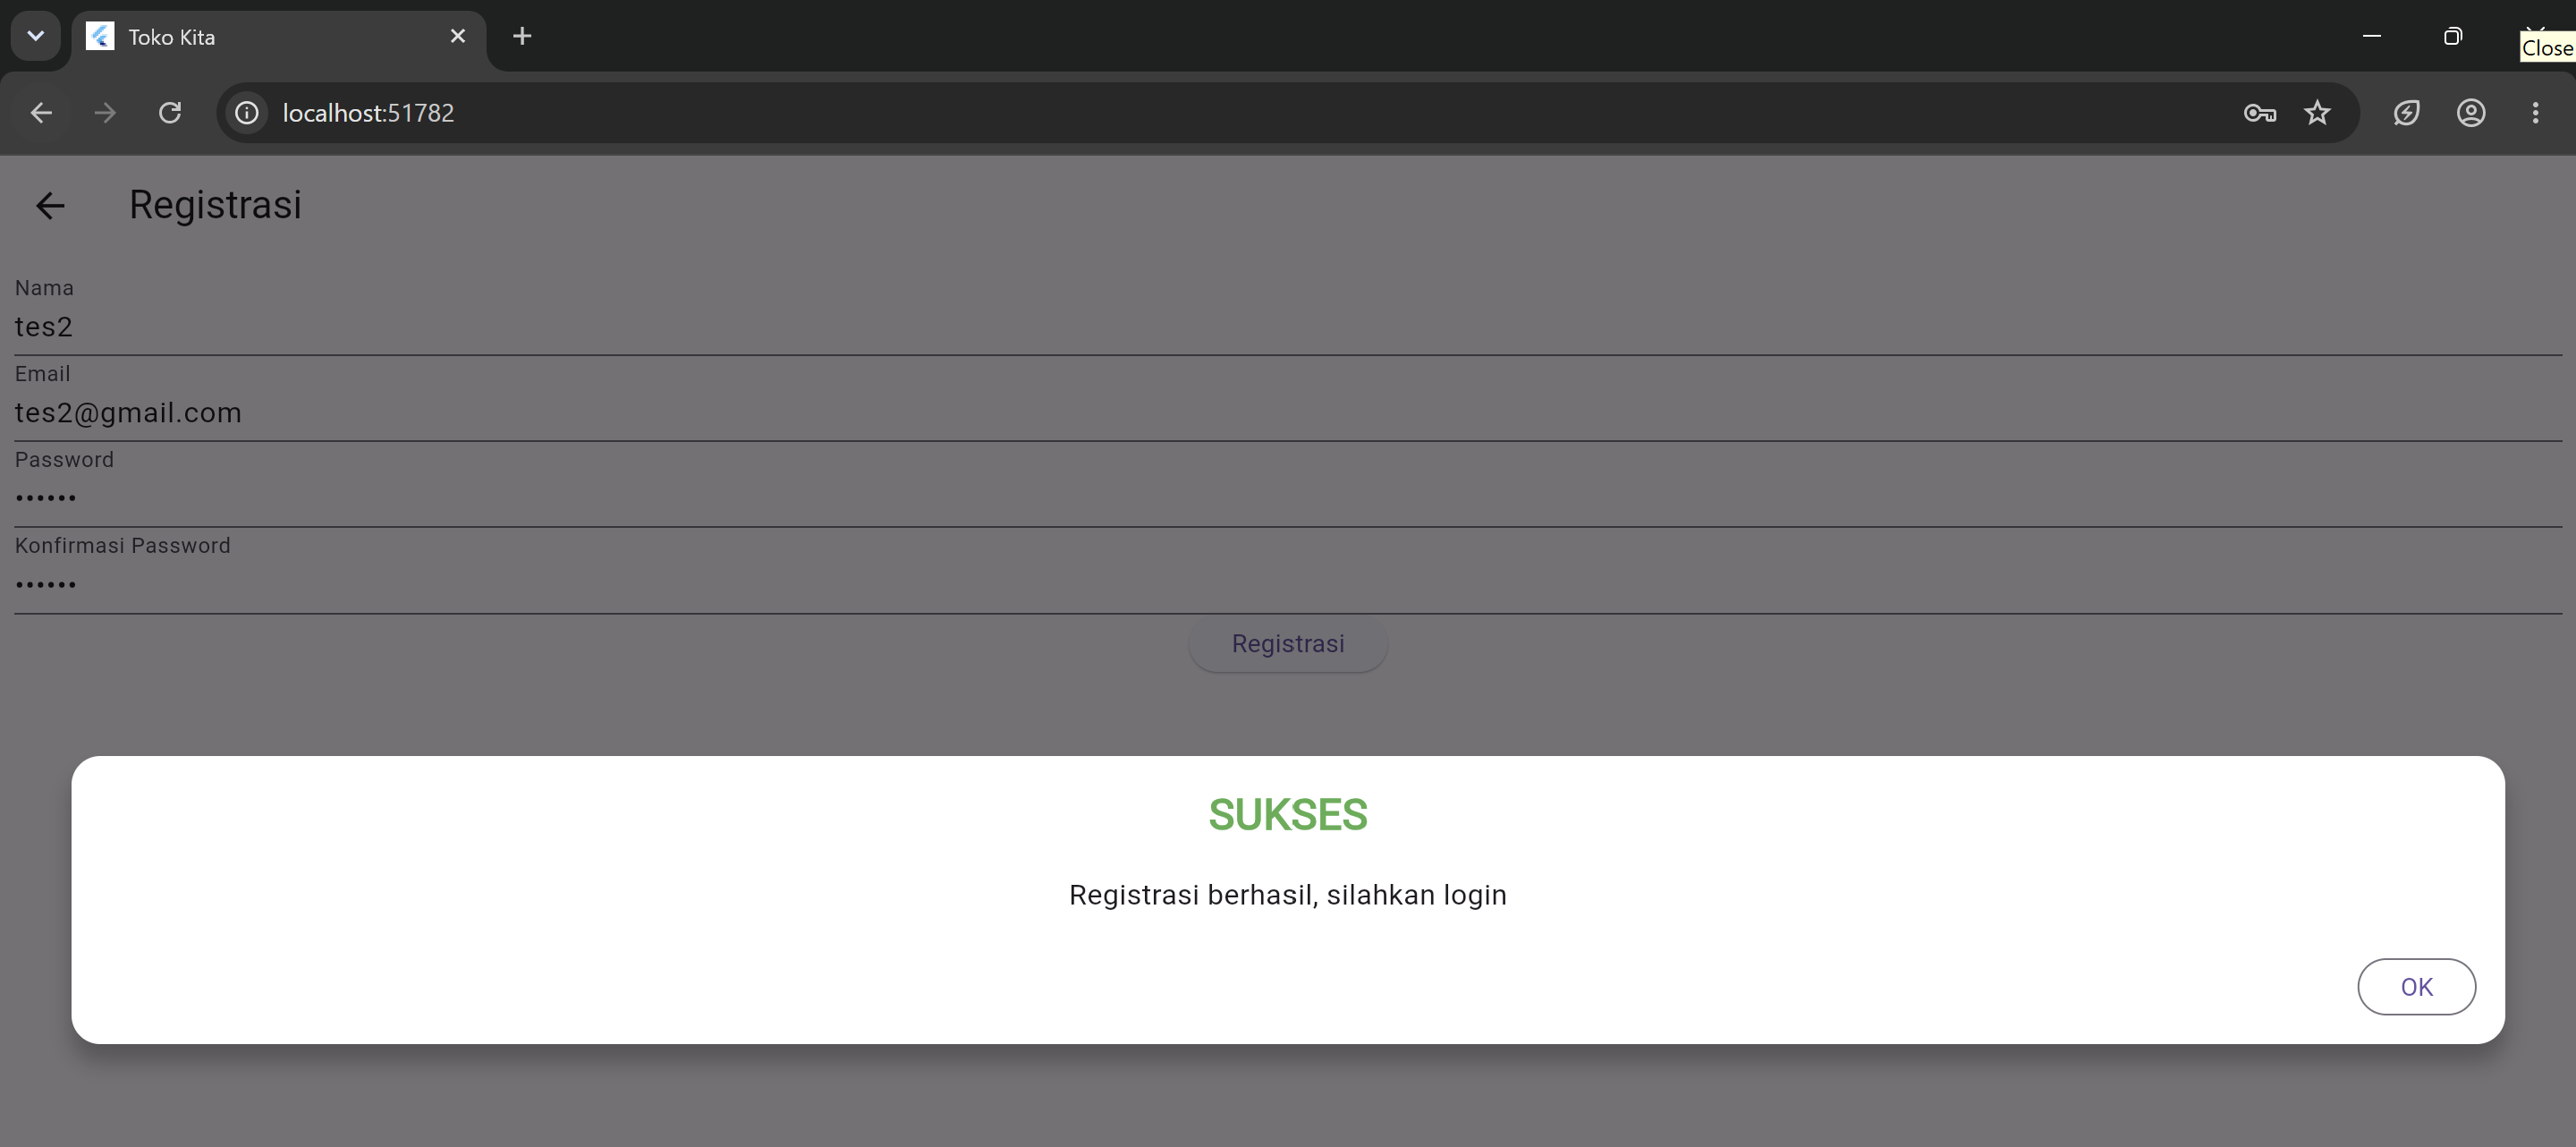 Toko Kita
Close
localhost:51782
Registrasi
Nama
tes2
Email
tes2@gmail.com
Password
••••••
Konfirmasi Password
••••••
Registrasi
SUKSES
Registrasi berhasil, silahkan login
OK